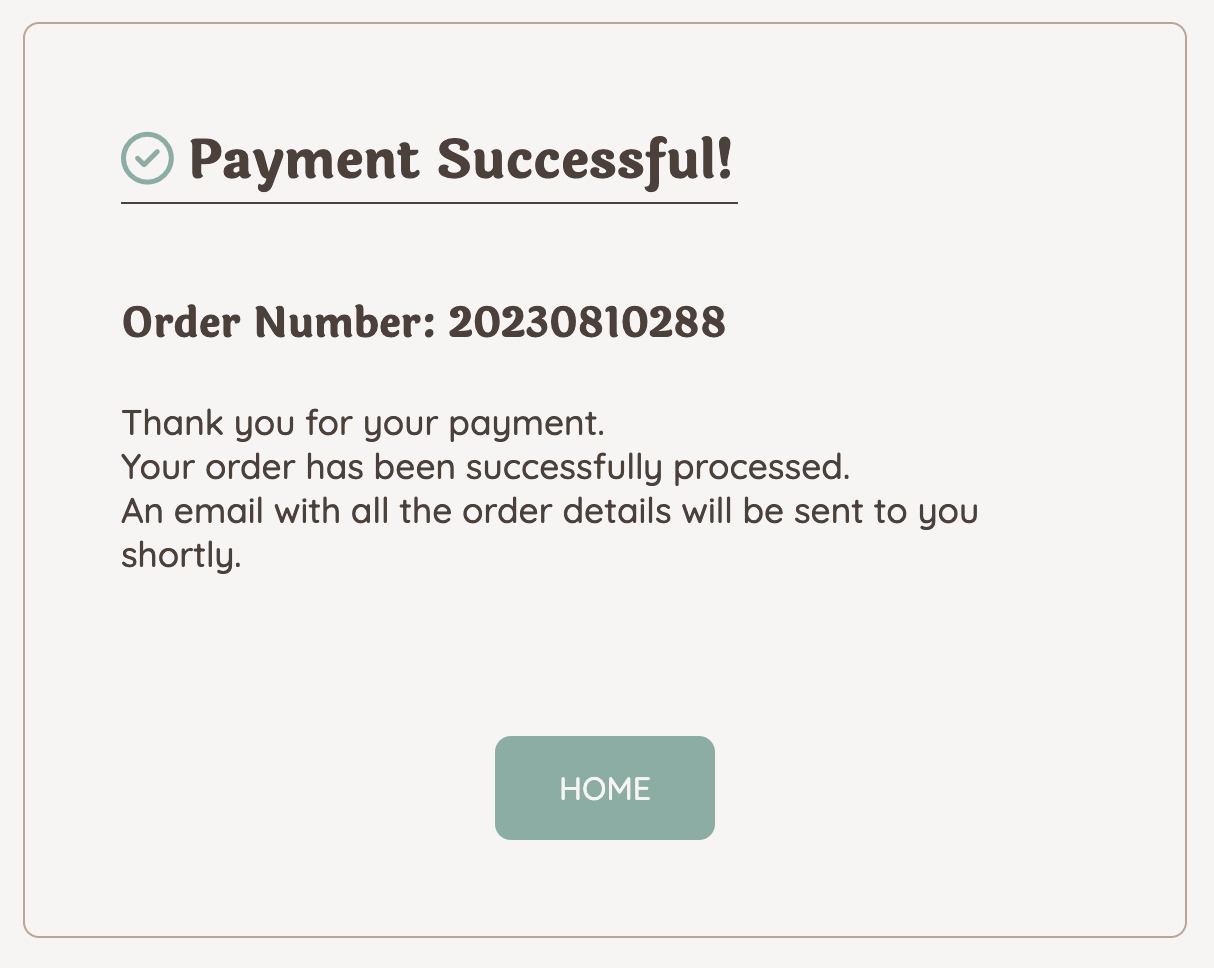 Payment Successful!
Order Number: 20230810288
Thank you for your payment.
Your order has been successfully processed.
An email with all the order details will be sent to you
shortly.
HOME